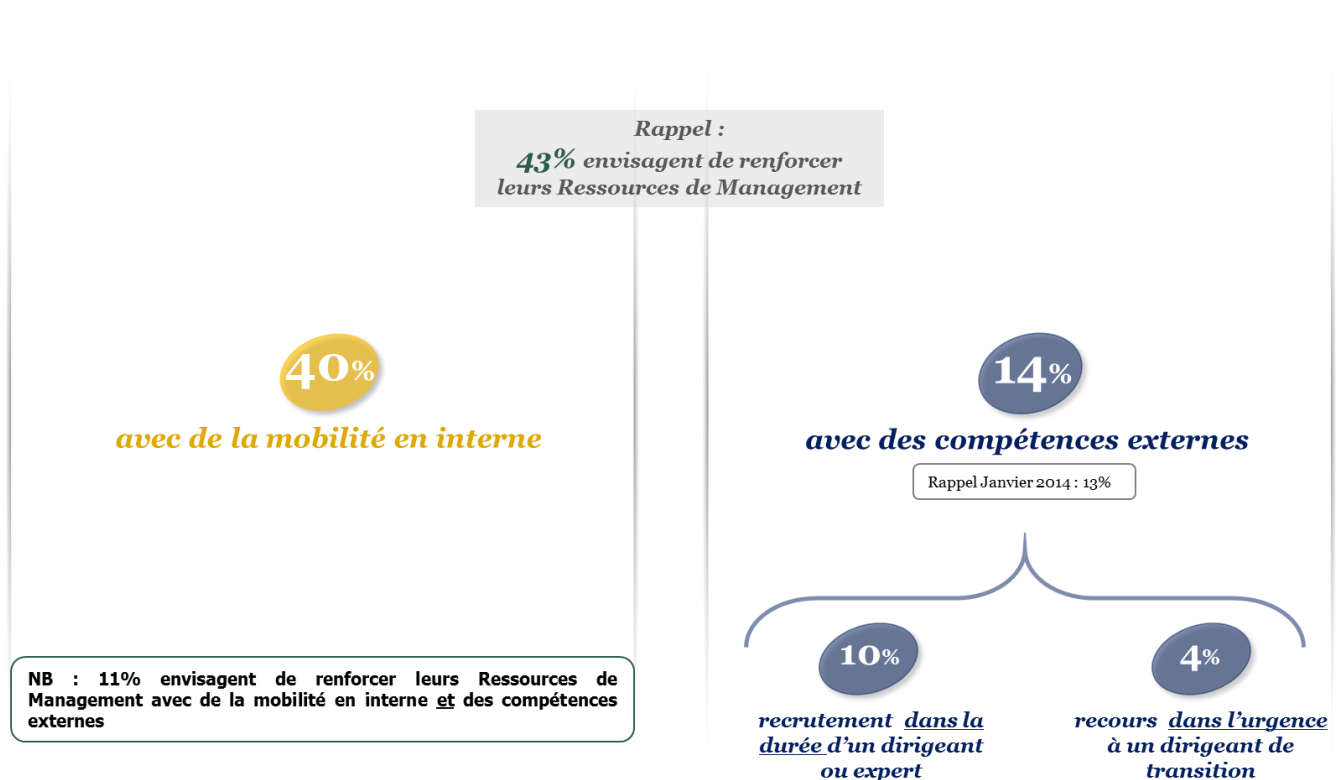 Rappel :
43% envisagent de renforcer
leurs Ressources de Management
40%
avec de la mobilité en interne
14%
avec des compétences externes
Rappel Janvier 2014 : 13%
NB : 11% envisagent de renforcer leurs Ressources de
Management avec de la mobilité en interne et des compétences
externes
10%
recrutement dans la
durée d’un dirigeant
ou expert
4%
recours dans l’urgence
à un dirigeant de
transition